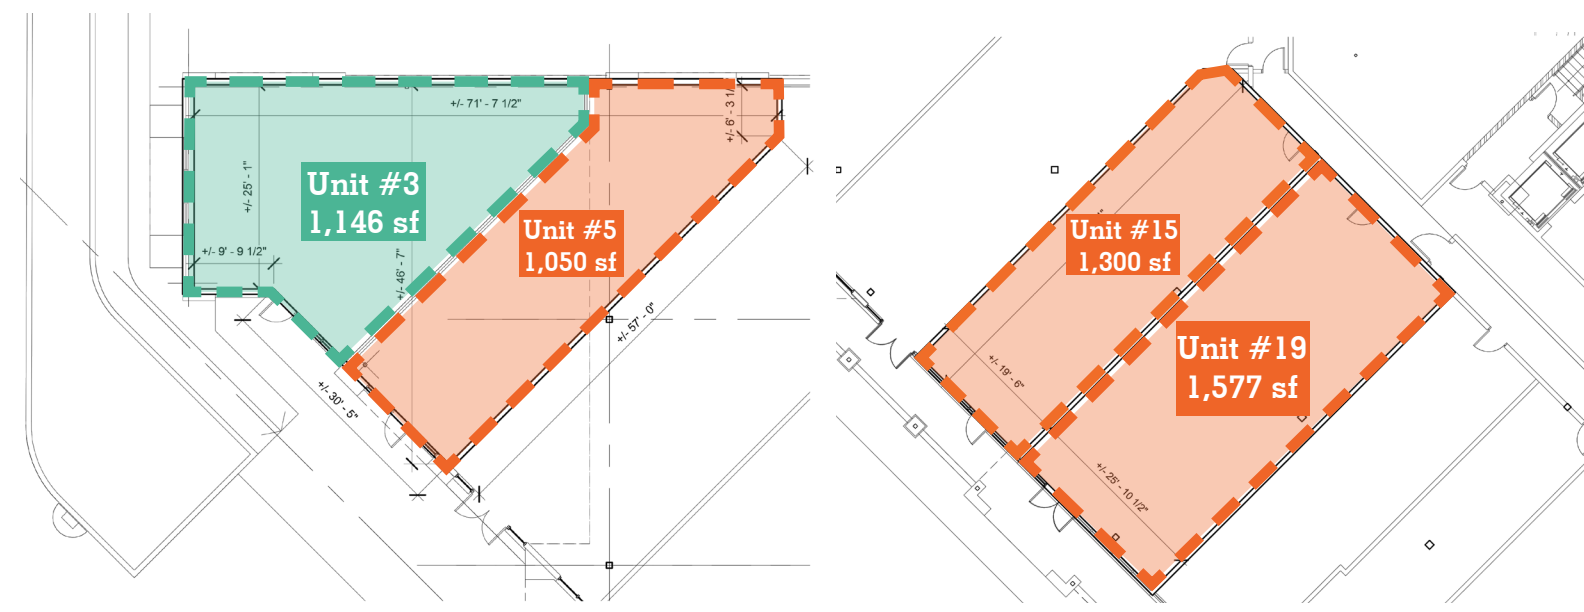 +/- 71' - 7 1/2"
+/- 6' - 3 1/
+/- 25' - 1"
Unit #3
1,146 sf
+/- 9' - 9 1/2"
+/- 46' - 7"
Unit #5
1,050 sf
+/- 57' - 0"
+/- 30' - 5"
Unit #15
1,300 sf
+/- 19' - 6"
Unit #19
1,577 sf
+/- 25' - 10 1/2"